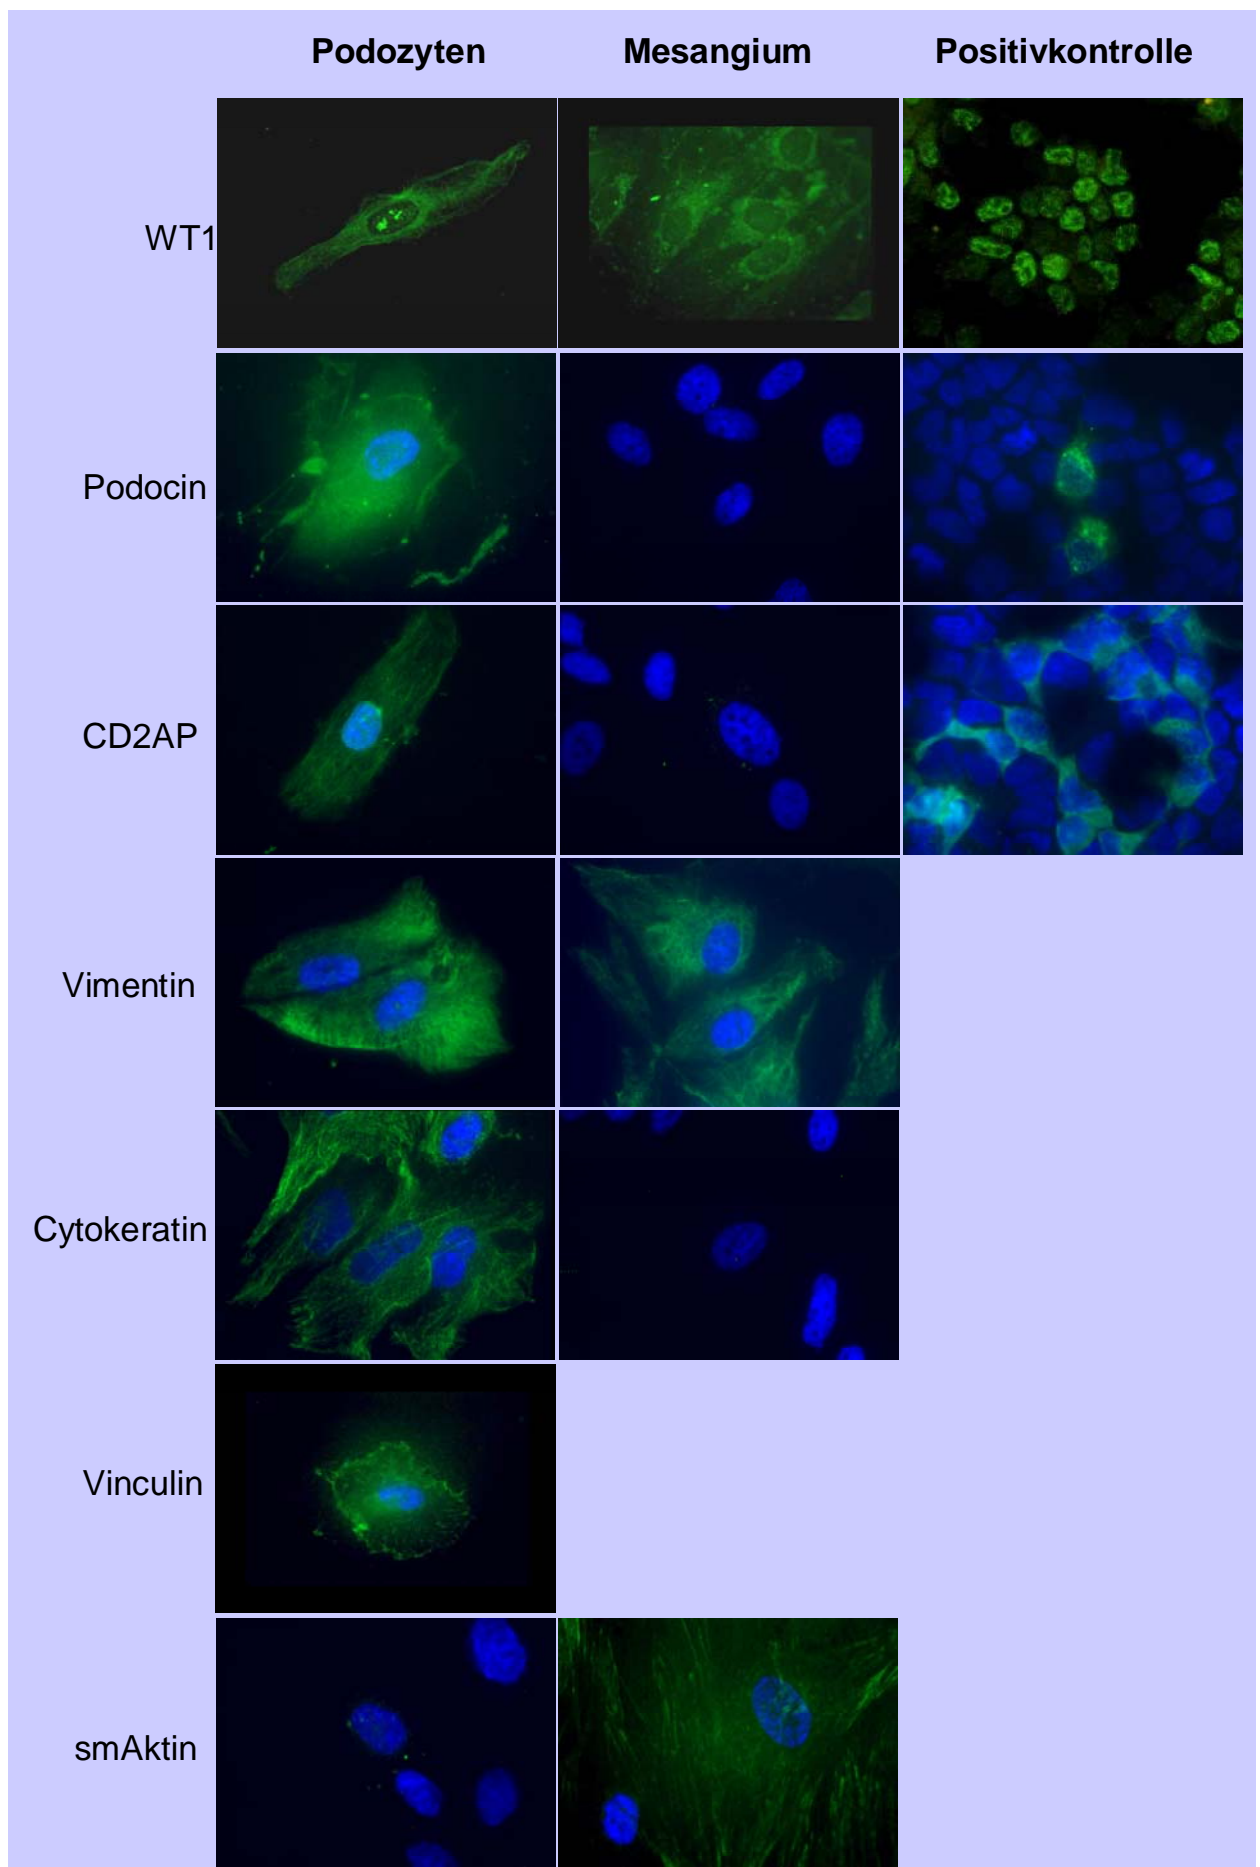 Podozyten Mesangium Positivkontrolle
WT1
Podocin
CD2AP
Vimentin
Cytokeratin
Vinculin
smAktin